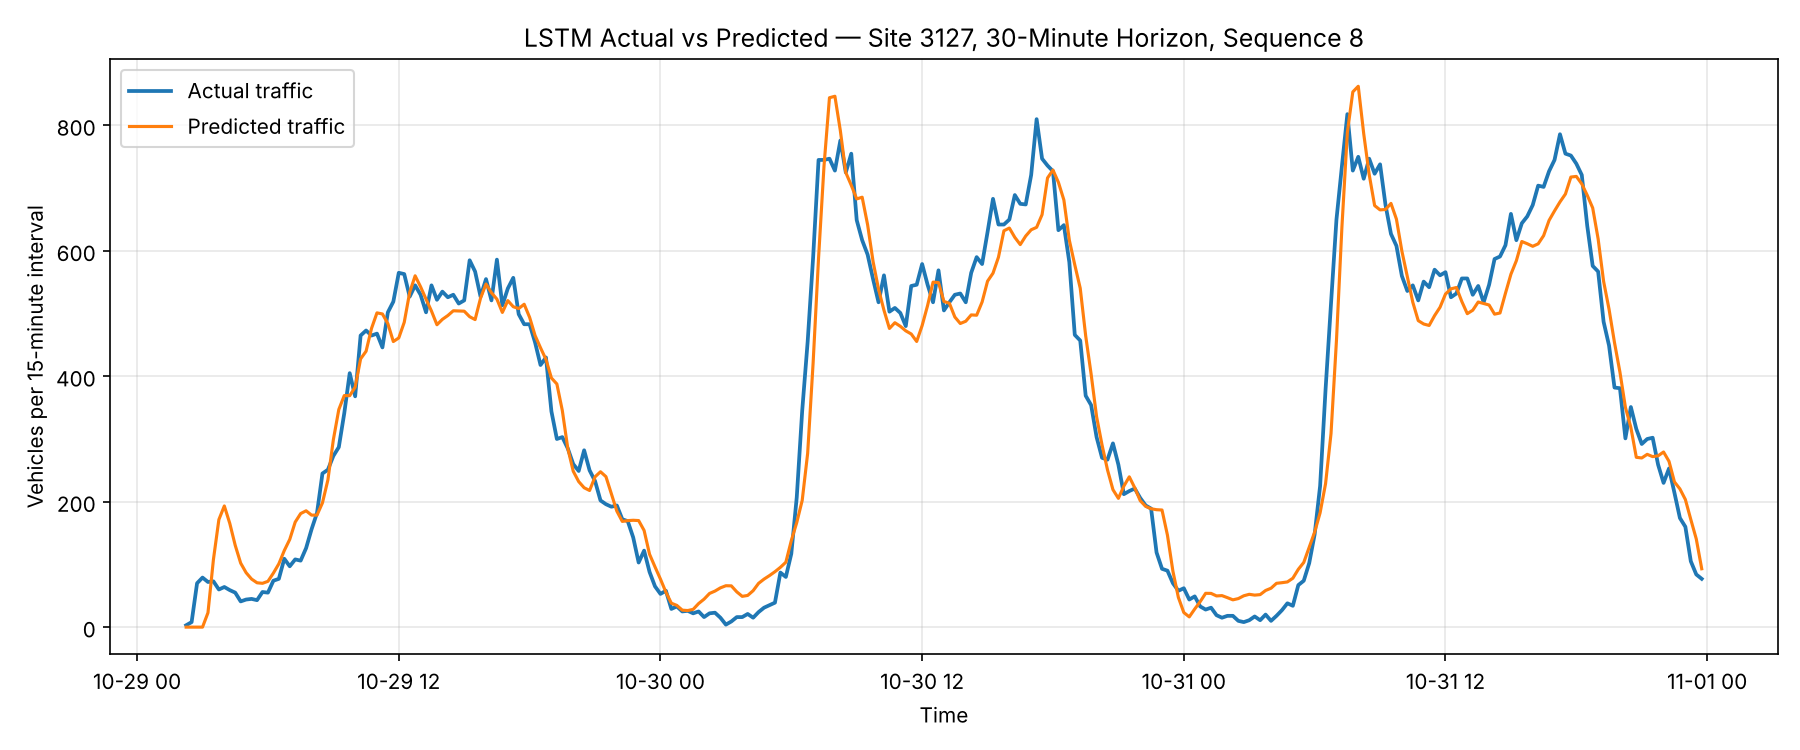 LSTM Actual vs Predicted — Site 3127, 30-Minute Horizon, Sequence 8
Actual traffic
Predicted traffic
Vehicles per 15-minute interval
800
600
400
200
0
10-29 00
10-29 12
10-30 00
10-30 12
10-31 00
10-31 12
11-01 00
Time